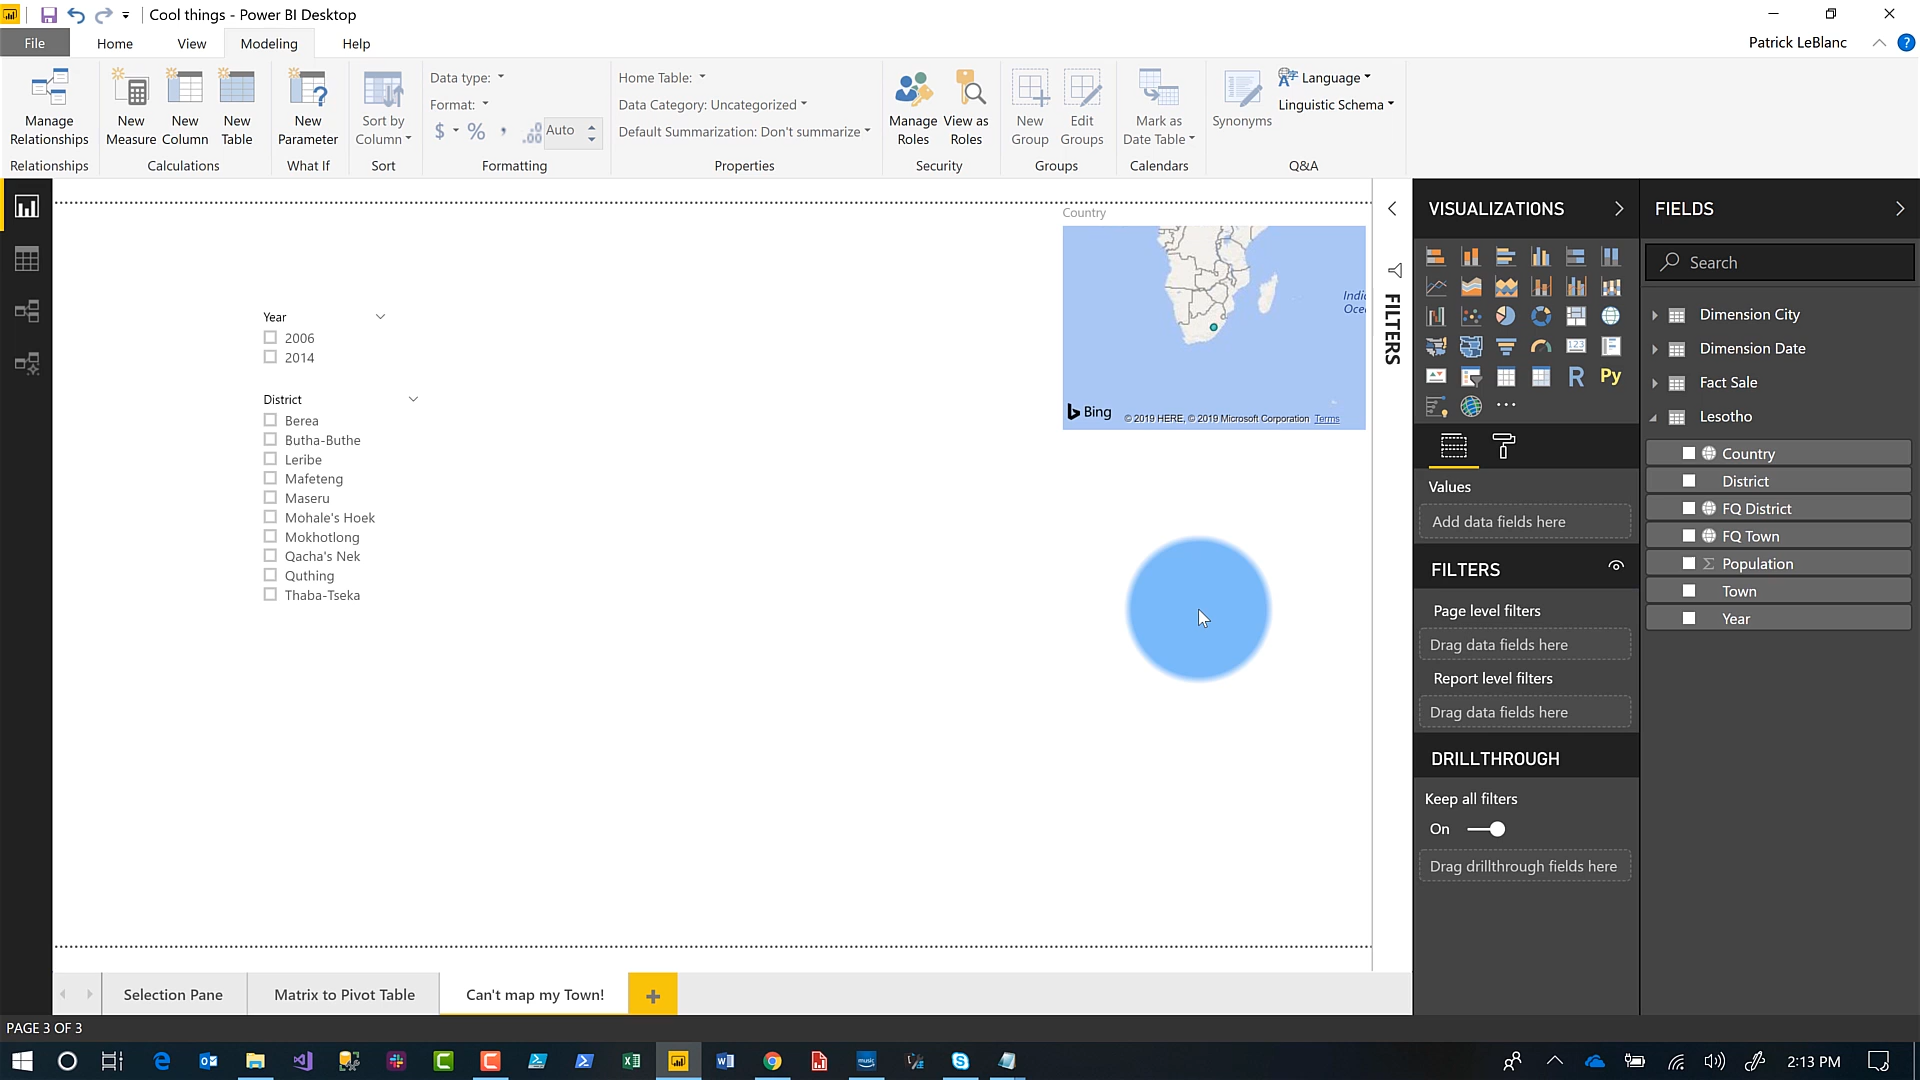 Cool things - Power BI Desktop
File
Home
View
Modeling
Help
Patrick LeBlanc
?
Manage
Relationships
Relationships
New
Measure
New
Column
New
Table
Calculations
New
Parameter
What If
Sort by
Column
Sort
Data type:
Format:
$ % , .00 Auto
Formatting
Home Table:
Data Category: Uncategorized
Default Summarization: Don't summarize
Properties
Manage
Roles
View as
Roles
Security
New
Group
Edit
Groups
Groups
Mark as
Date Table
Calendars
Synonyms
Language
Linguistic Schema
Q&A
Year
2006
2014
District
Berea
Butha-Buthe
Leribe
Mafeteng
Maseru
Mohale's Hoek
Mokhotlong
Qacha's Nek
Quthing
Thaba-Tseka
Country
Bing
© 2019 HERE, © 2019 Microsoft Corporation Terms
FILTERS
VISUALIZATIONS
123
R
Py
Values
Add data fields here
FILTERS
Page level filters
Drag data fields here
Report level filters
Drag data fields here
DRILLTHROUGH
Keep all filters
On
Drag drillthrough fields here
FIELDS
Search
Dimension City
Dimension Date
Fact Sale
Lesotho
Country
District
FQ District
FQ Town
Σ Population
Town
Year
Selection Pane
Matrix to Pivot Table
Can't map my Town!
+
PAGE 3 OF 3
2:13 PM